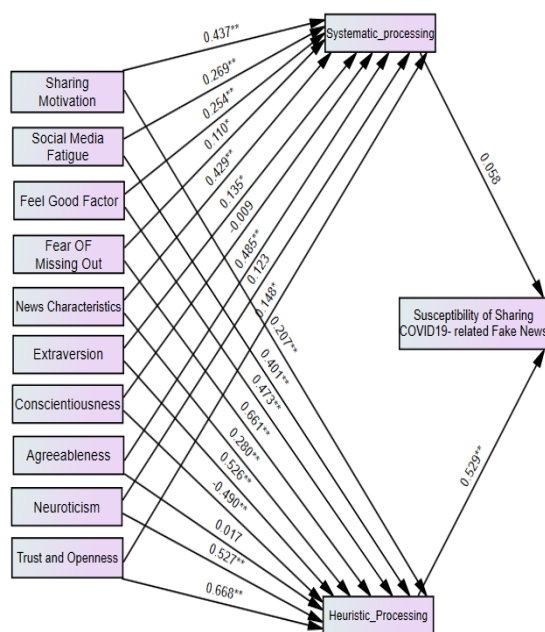 0.437**
Systematic_processing
0.269**
0.254**
Sharing
Motivation
0.110*
0.429**
Social Media
Fatigue
0.135*
0.058
-0.009
Feel Good Factor
0.485**
0.123
Fear OF
Missing Out
0.148*
News Characteristics
0.207**
Susceptibility of Sharing
COVID19- related Fake News
Extraversion
0.401**
0.473**
Conscientiousness
0.661**
0.280**
Agreeableness
0.526**
0.529**
-0.490**
Neuroticism
0.017
0.527**
Trust and Openness
0.668**
Heuristic_Processing